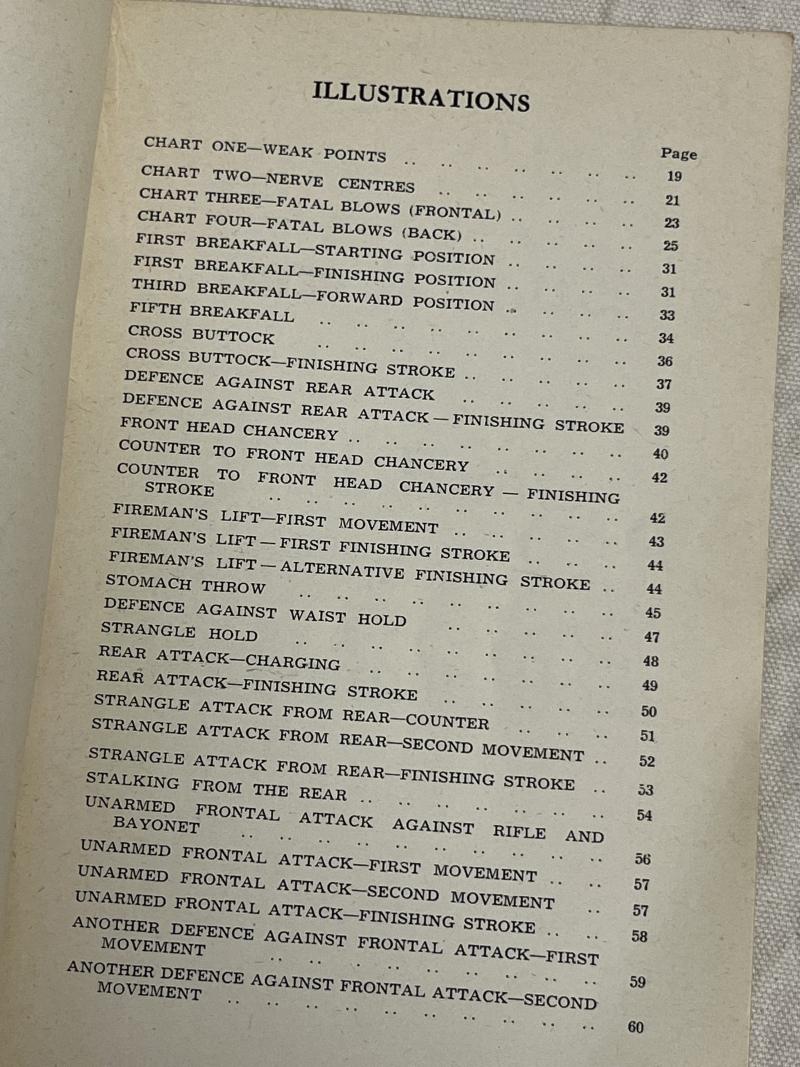 ILLUSTRATIONS
Page
CHART ONE—WEAK POINTS .. .. .. .. .. .. .. 19
CHART TWO—NERVE CENTRES .. .. .. .. .. .. 21
CHART THREE—FATAL BLOWS (FRONTAL) .. .. .. .. 23
CHART FOUR—FATAL BLOWS (BACK) .. .. .. .. .. 25
FIRST BREAKFALL—STARTING POSITION .. .. .. .. 31
FIRST BREAKFALL—FINISHING POSITION .. .. .. .. 31
THIRD BREAKFALL—FORWARD POSITION .. .. .. .. 33
FIFTH BREAKFALL .. .. .. .. .. .. .. .. 34
CROSS BUTTOCK .. .. .. .. .. .. .. .. 36
CROSS BUTTOCK—FINISHING STROKE .. .. .. .. .. 37
DEFENCE AGAINST REAR ATTACK .. .. .. .. .. 39
DEFENCE AGAINST REAR ATTACK — FINISHING STROKE 39
FRONT HEAD CHANCERY .. .. .. .. .. .. .. 40
COUNTER TO FRONT HEAD CHANCERY .. .. .. .. 42
COUNTER TO FRONT HEAD CHANCERY — FINISHING
STROKE .. .. .. .. .. .. .. .. .. .. 42
FIREMAN'S LIFT—FIRST MOVEMENT .. .. .. .. .. 43
FIREMAN'S LIFT — FIRST FINISHING STROKE .. .. .. 44
FIREMAN'S LIFT — ALTERNATIVE FINISHING STROKE .. 44
STOMACH THROW .. .. .. .. .. .. .. .. 45
DEFENCE AGAINST WAIST HOLD .. .. .. .. 47
STRANGLE HOLD .. .. .. .. .. .. .. .. 48
REAR ATTACK—CHARGING .. .. .. .. .. .. 49
REAR ATTACK—FINISHING STROKE .. .. .. .. .. 50
STRANGLE ATTACK FROM REAR—COUNTER .. .. .. 51
STRANGLE ATTACK FROM REAR—SECOND MOVEMENT .. 52
STRANGLE ATTACK FROM REAR—FINISHING STROKE .. 53
STALKING FROM THE REAR .. .. .. .. .. .. .. 54
UNARMED FRONTAL ATTACK AGAINST RIFLE AND
BAYONET .. .. .. .. .. .. .. .. .. .. 56
UNARMED FRONTAL ATTACK—FIRST MOVEMENT .. .. 57
UNARMED FRONTAL ATTACK—SECOND MOVEMENT .. 57
UNARMED FRONTAL ATTACK—FINISHING STROKE .. .. 58
ANOTHER DEFENCE AGAINST FRONTAL ATTACK—FIRST
MOVEMENT .. .. .. .. .. .. .. .. .. 59
ANOTHER DEFENCE AGAINST FRONTAL ATTACK—SECOND
MOVEMENT .. .. .. .. .. .. .. .. .. .. 60